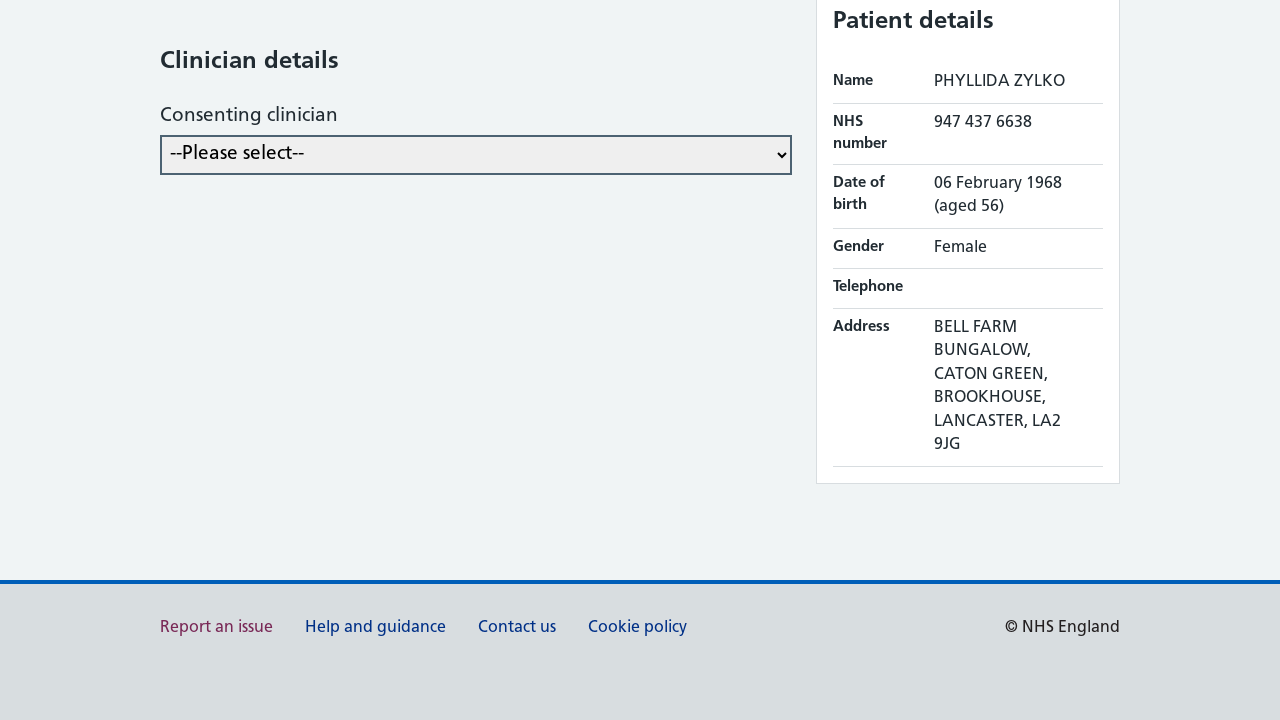 Clinician details
Consenting clinician
--Please select--
Patient details
Name PHYLLIDA ZYLKO
NHS number 947 437 6638
Date of birth 06 February 1968 (aged 56)
Gender Female
Telephone
Address BELL FARM
BUNGALOW,
CATON GREEN,
BROOKHOUSE,
LANCASTER, LA2
9JG
Report an issue Help and guidance Contact us Cookie policy © NHS England